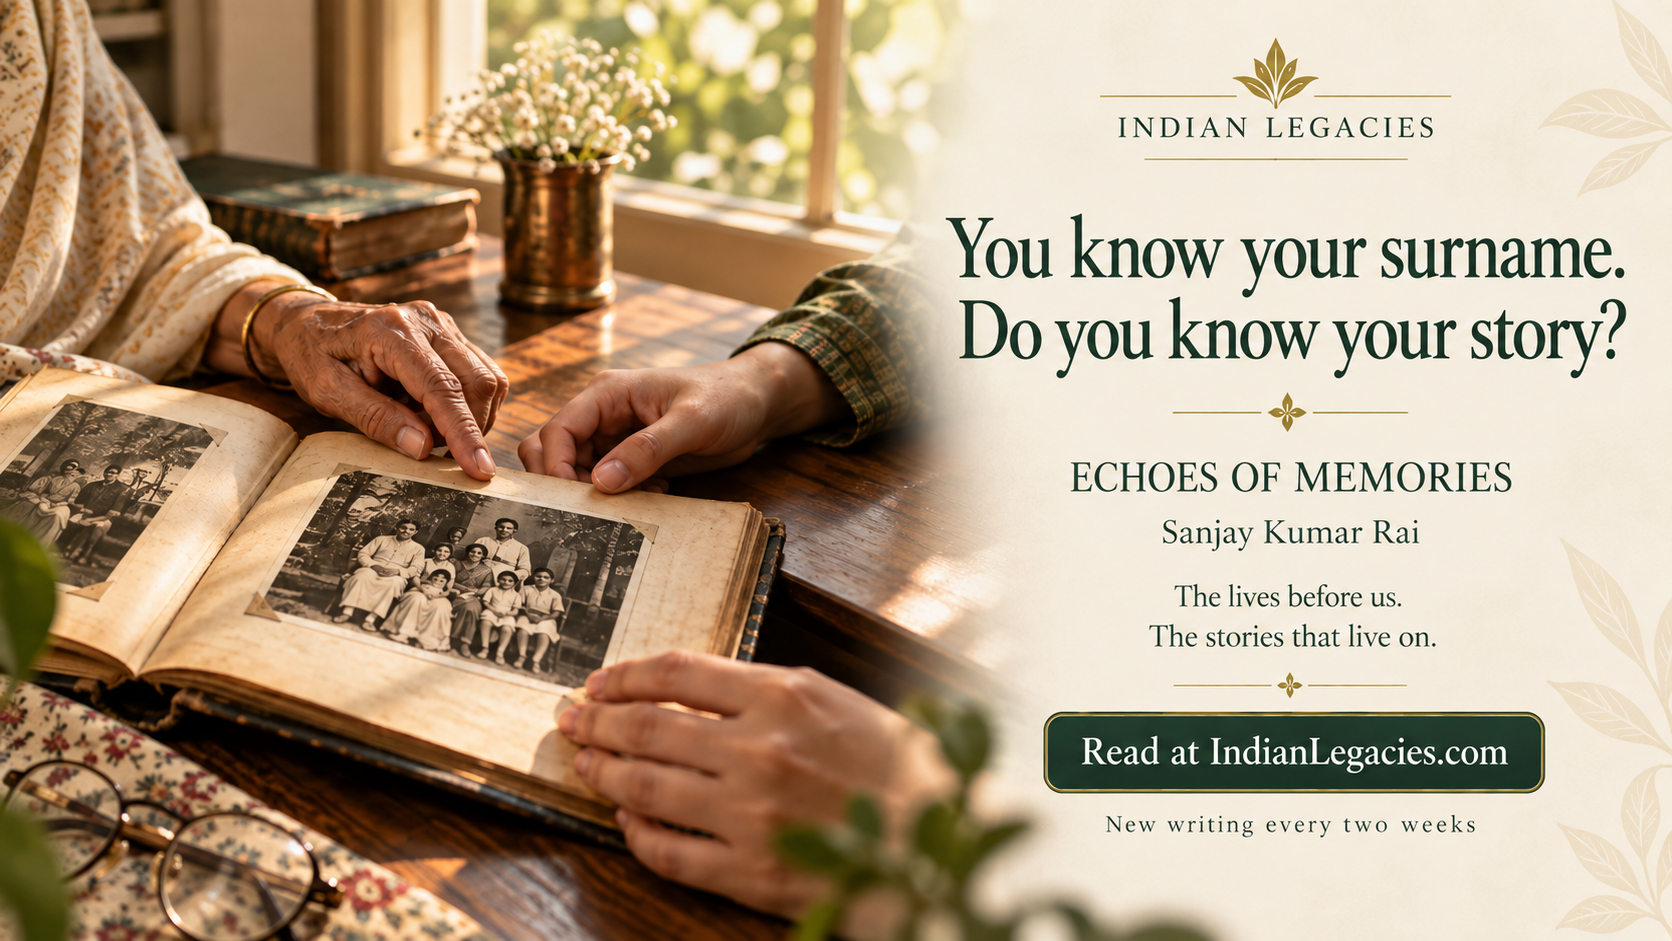 INDIAN LEGACIES
You know your surname.
Do you know your story?
ECHOES OF MEMORIES
Sanjay Kumar Rai
The lives before us.
The stories that live on.
Read at IndianLegacies.com
New writing every two weeks